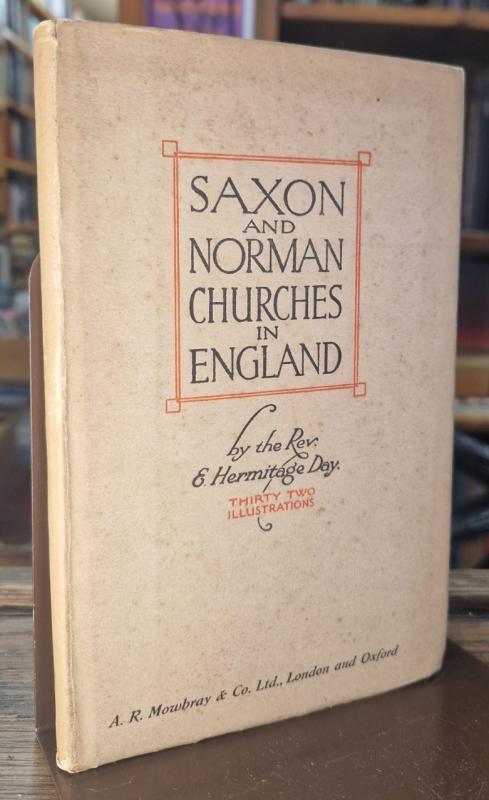 SAXON
AND
NORMAN
CHURCHES
IN
ENGLAND
by the Rev:
E. Hermitage Day.
THIRTY TWO
ILLUSTRATIONS
A. R. Mowbray & Co. Ltd., London and Oxford